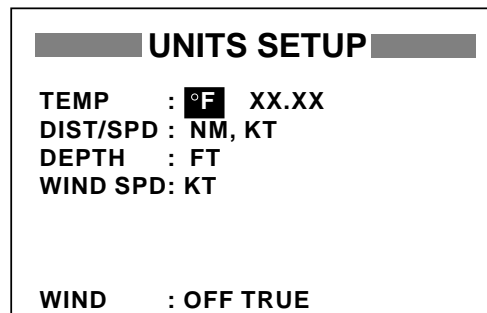 UNITS SETUP
TEMP : °F XX.XX
DIST/SPD : NM, KT
DEPTH : FT
WIND SPD: KT
WIND : OFF TRUE